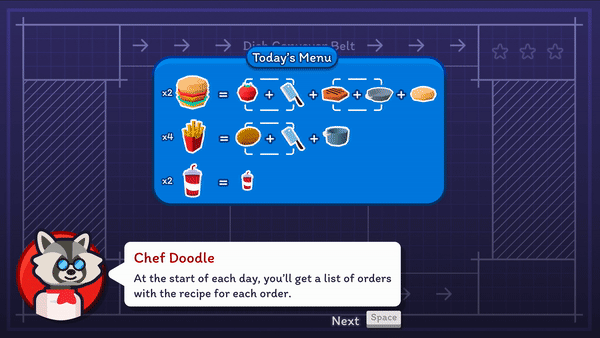 Dish Conveyor Belt
Today's Menu
x2 = + + + +
x4 = + +
x2 =
Chef Doodle
At the start of each day, you'll get a list of orders
with the recipe for each order.
Next Space